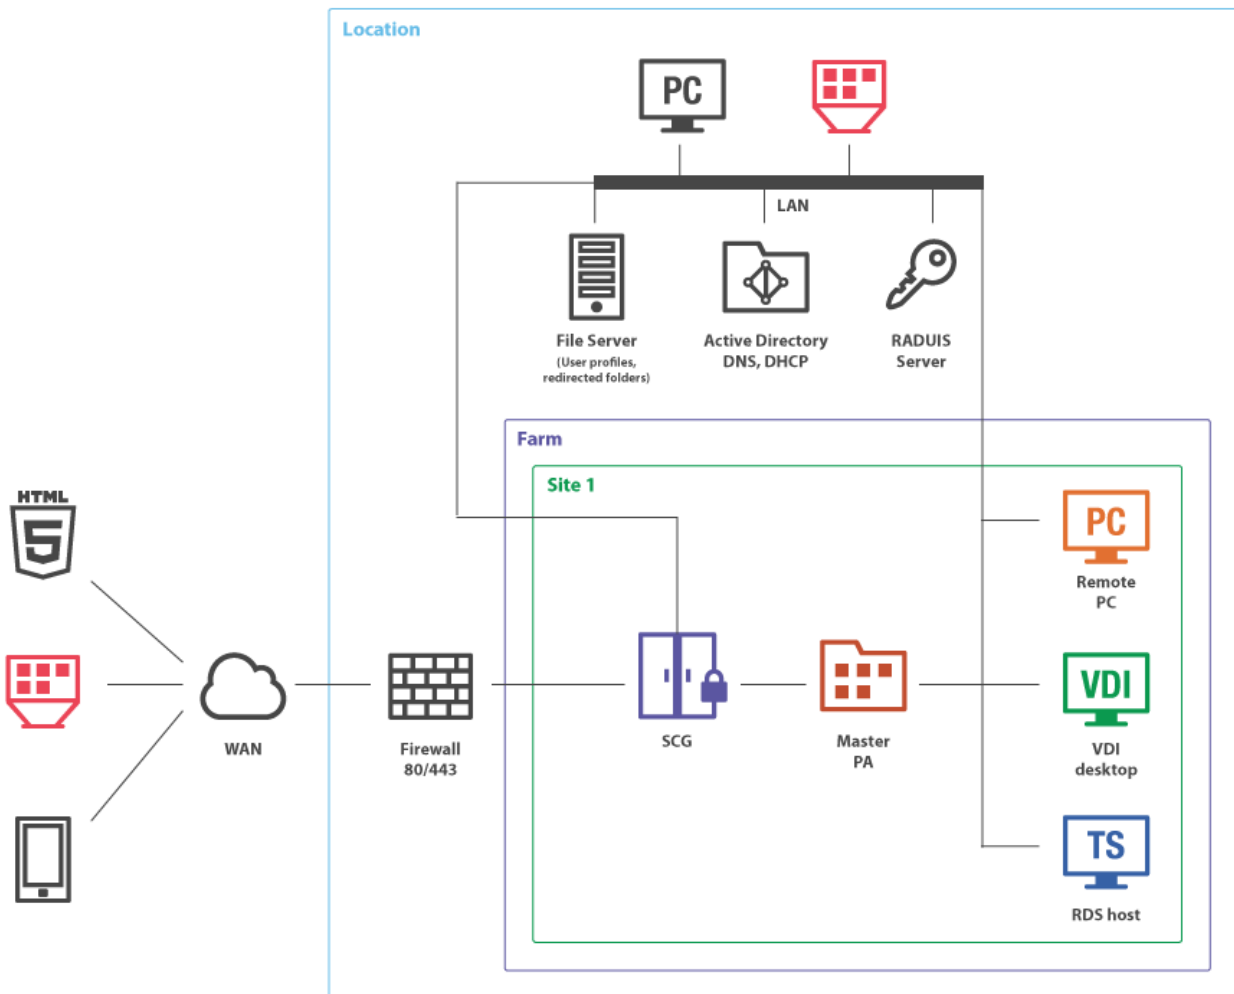 Location
PC
LAN
File Server
(User profiles,
redirected folders)
Active Directory
DNS, DHCP
RADUIS
Server
Farm
Site 1
HTML
5
WAN
Firewall
80/443
SCG
Master
PA
PC
Remote
PC
VDI
VDI
desktop
TS
RDS host